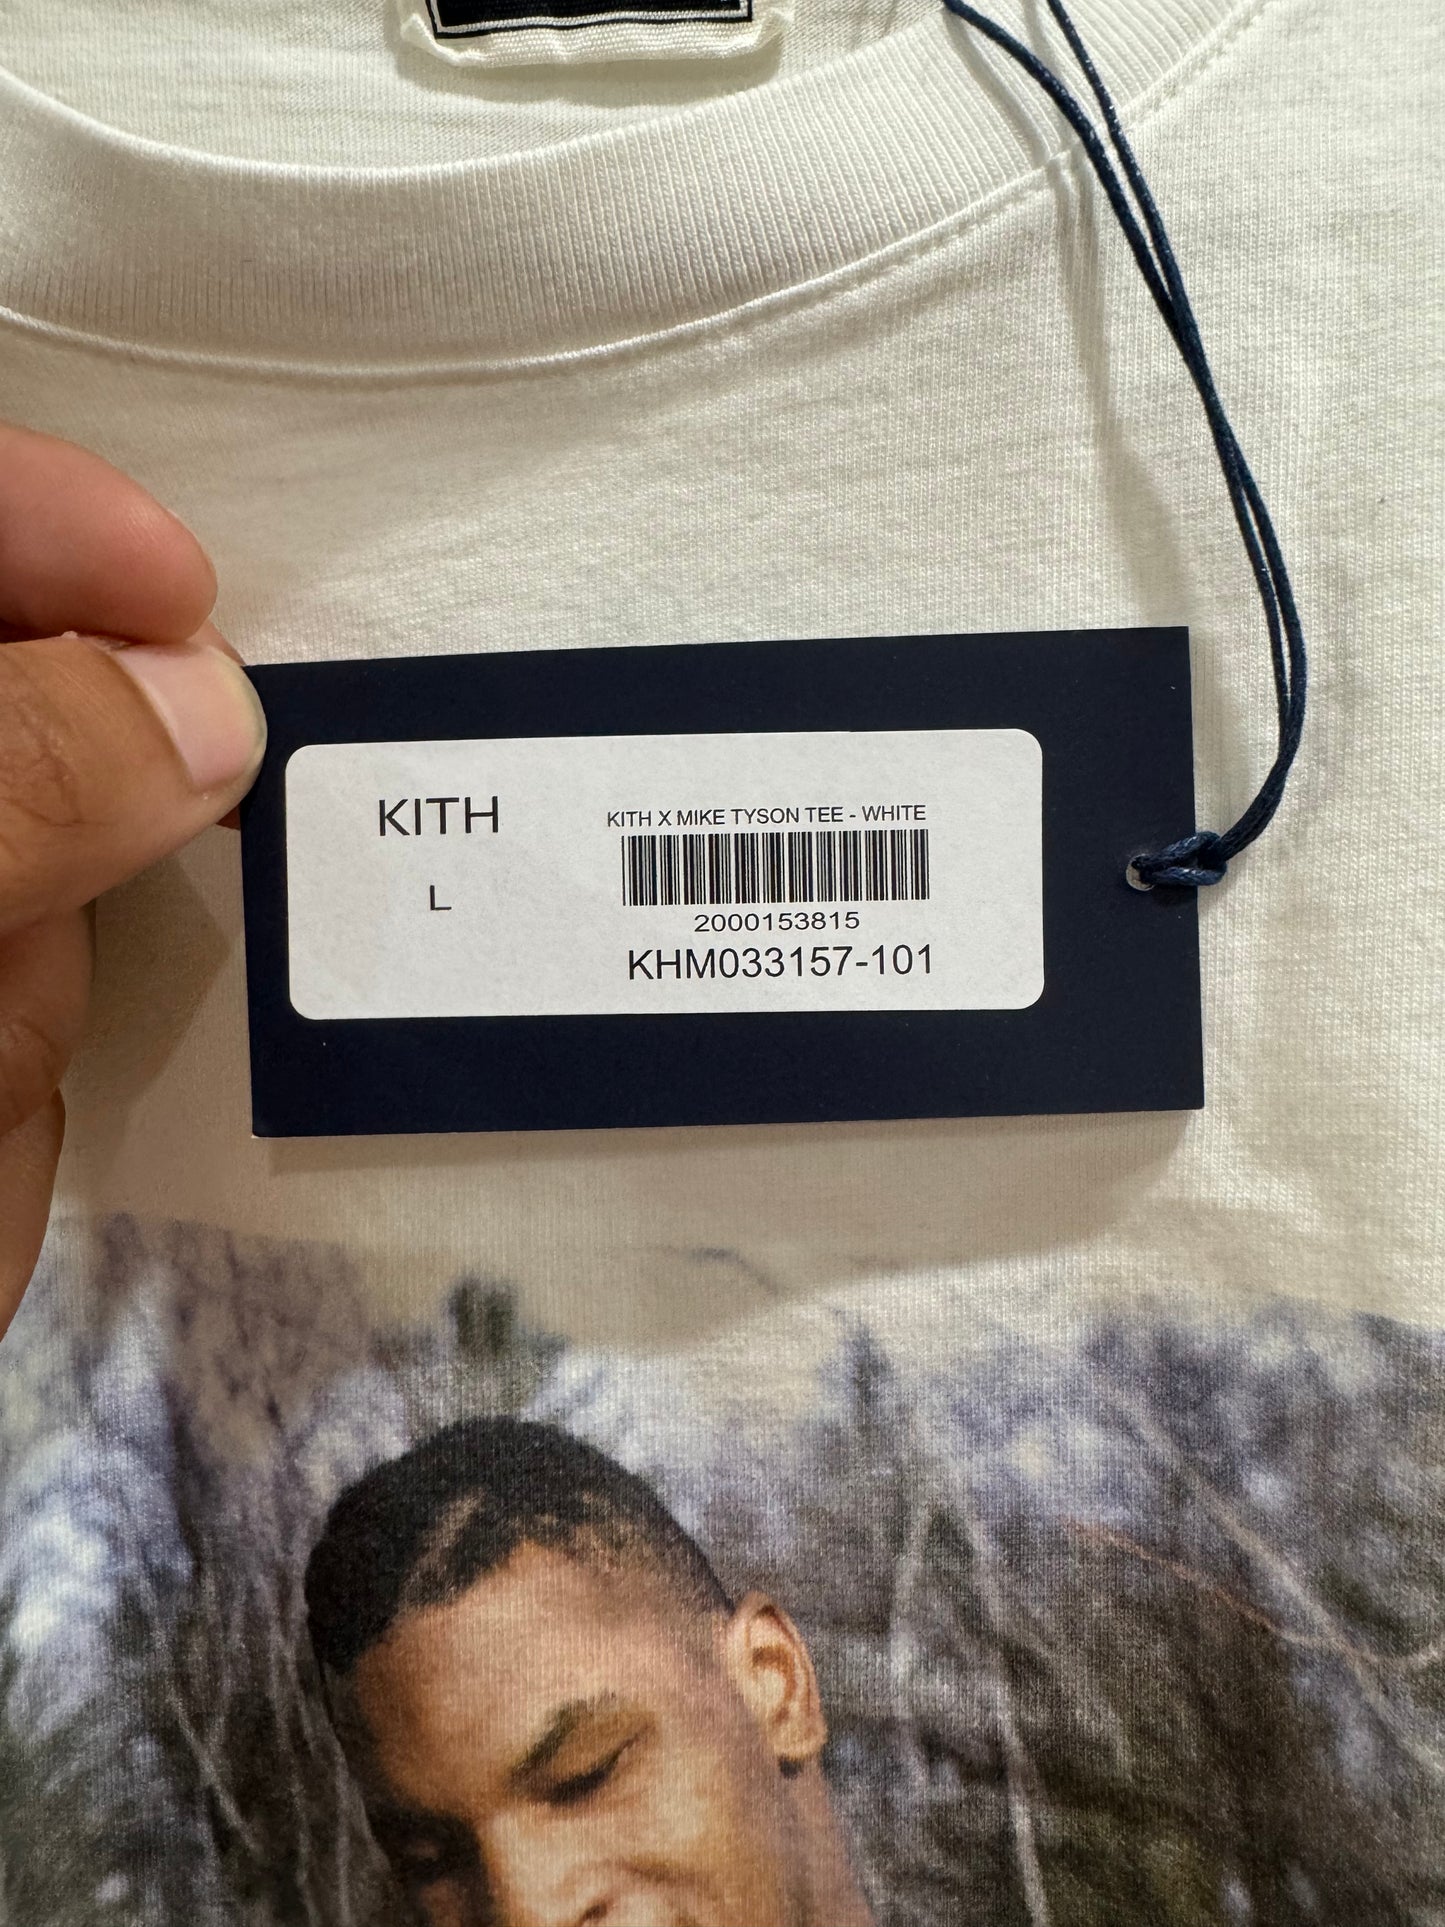 KITH
L
KITH X MIKE TYSON TEE - WHITE
2000153815
KHM033157-101